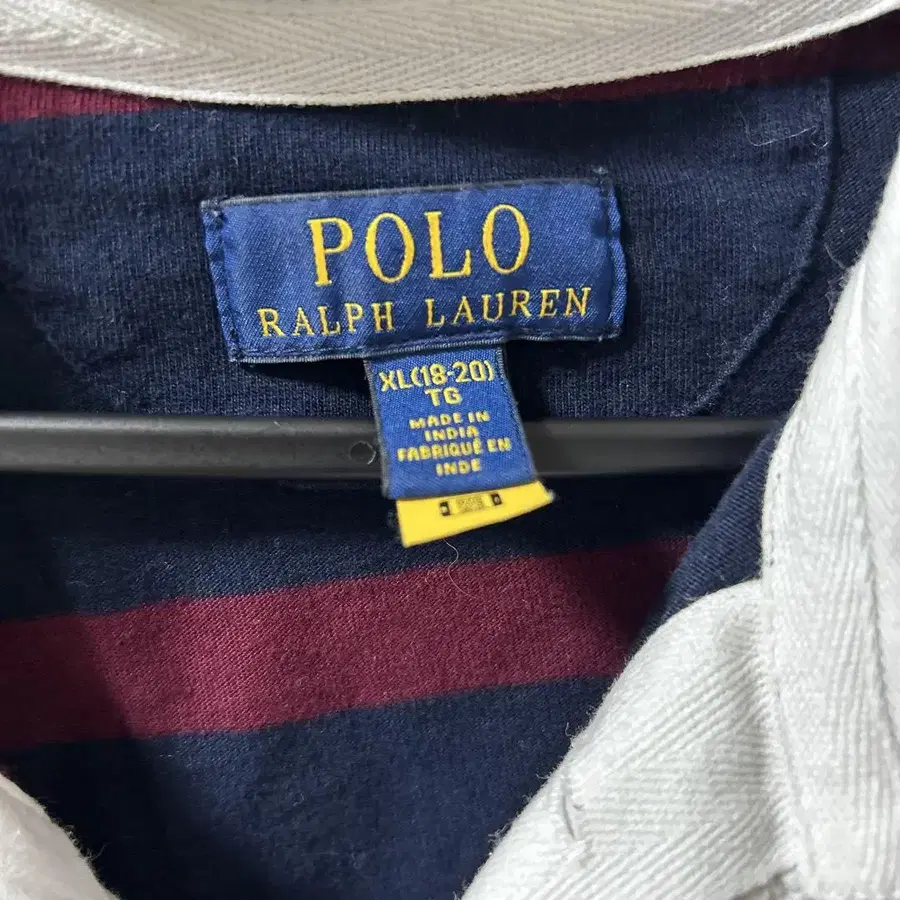 POLO
RALPH LAUREN
XL(18-20)
TG
MADE IN
INDIA
FABRIQUÉ EN
INDE